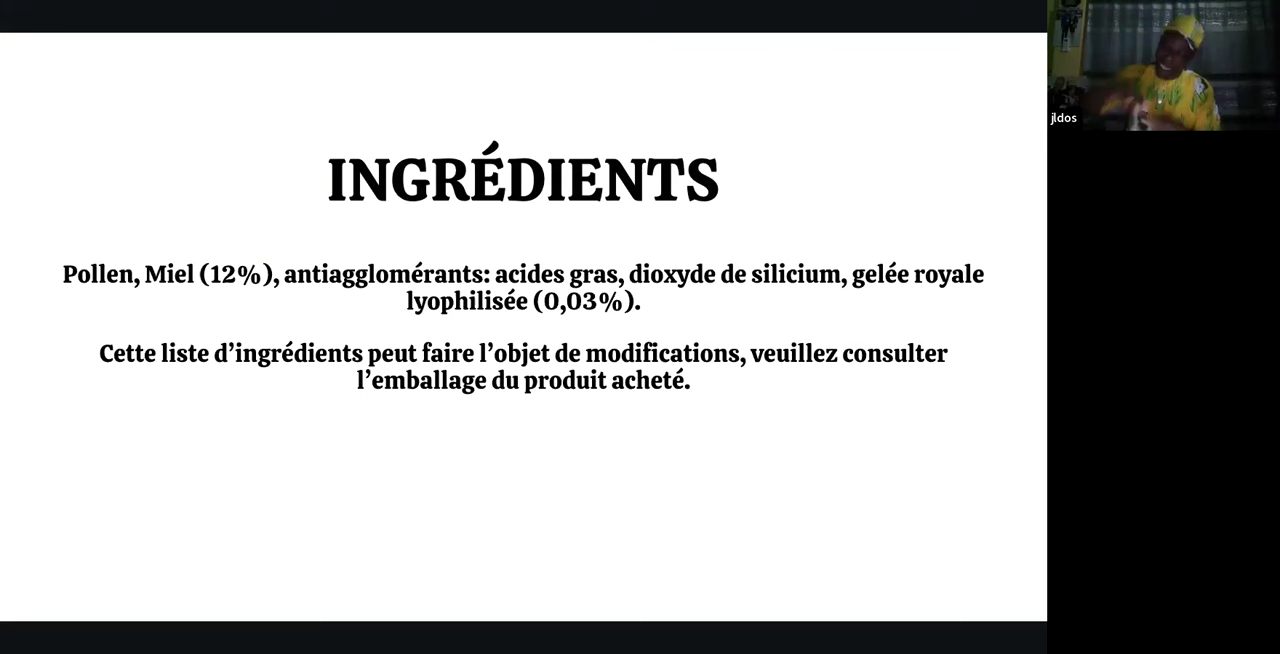 INGRÉDIENTS
Pollen, Miel (12%), antiagglomérants: acides gras, dioxyde de silicium, gelée royale
lyophilisée (0,03%).
Cette liste d’ingrédients peut faire l’objet de modifications, veuillez consulter
l’emballage du produit acheté.
jldos